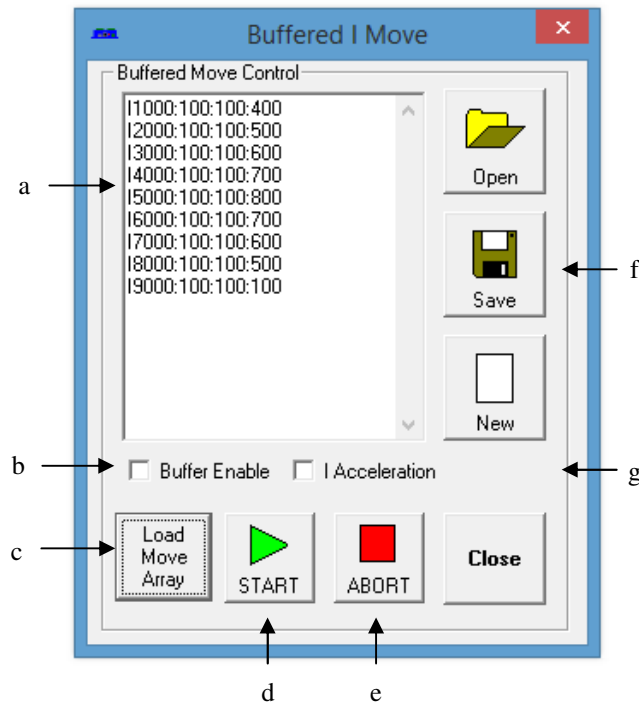 Buffered I Move
Buffered Move Control
I1000:100:100:400
I2000:100:100:500
I3000:100:100:600
I4000:100:100:700
I5000:100:100:800
I6000:100:100:700
I7000:100:100:600
I8000:100:100:500
I9000:100:100:100
Open
Save
New
Buffer Enable
I Acceleration
Load
Move
Array
START
ABORT
Close
a
b
c
d
e
f
g